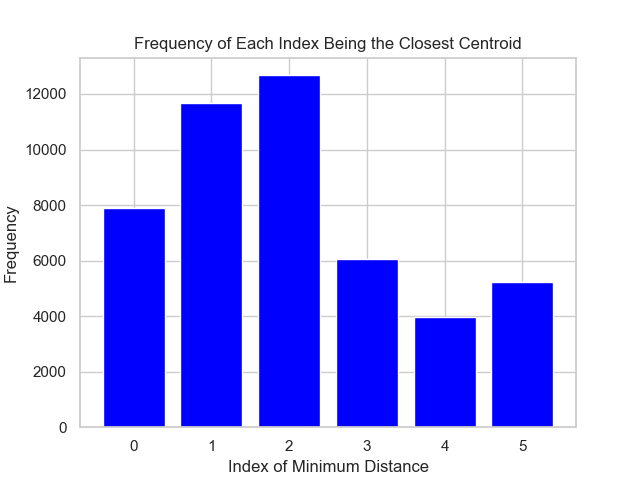 Frequency of Each Index Being the Closest Centroid
12000
10000
8000
6000
4000
2000
0
Frequency
0 1 2 3 4 5
Index of Minimum Distance